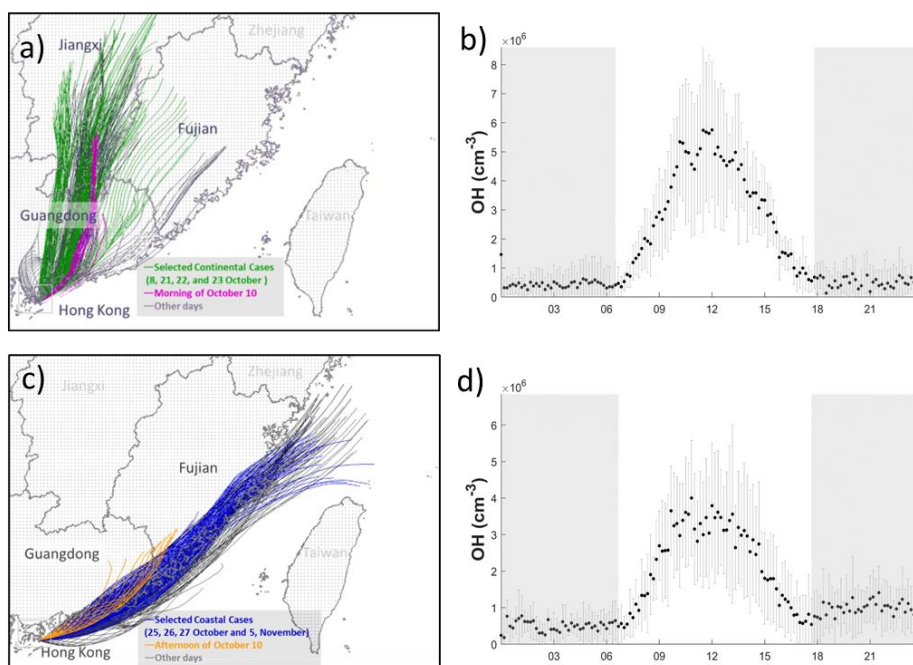 a)
Zhejiang
Jiangxi
Fujian
Guangdong
Taiwan
Selected Continental Cases
(8, 21, 22, and 23 October )
Morning of October 10
Other days
Hong Kong
b)
×10⁶
OH (cm⁻³)
8
7
6
5
4
3
2
1
0
03 06 09 12 15 18 21
c)
Zhejiang
Jiangxi
Fujian
Guangdong
Taiwan
Selected Coastal Cases
(25, 26, 27 October and 5, November)
Afternoon of October 10
Other days
Hong Kong
d)
×10⁶
OH (cm⁻³)
6
5
4
3
2
1
0
03 06 09 12 15 18 21